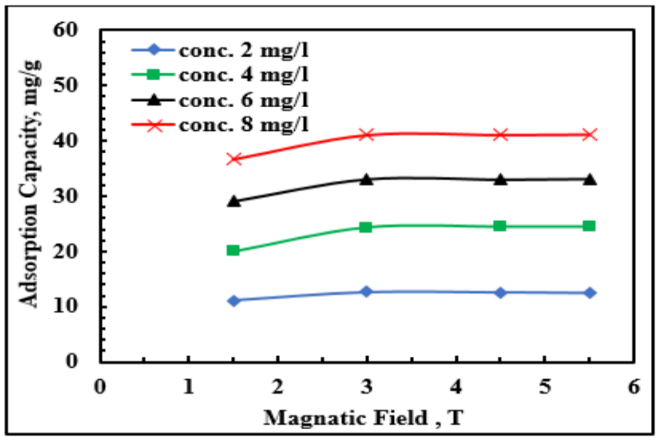 60
conc. 2 mg/l
50
conc. 4 mg/l
conc. 6 mg/l
40
conc. 8 mg/l
30
20
10
0
Adsorption Capacity, mg/g
0 1 2 3 4 5 6
Magnatic Field , T